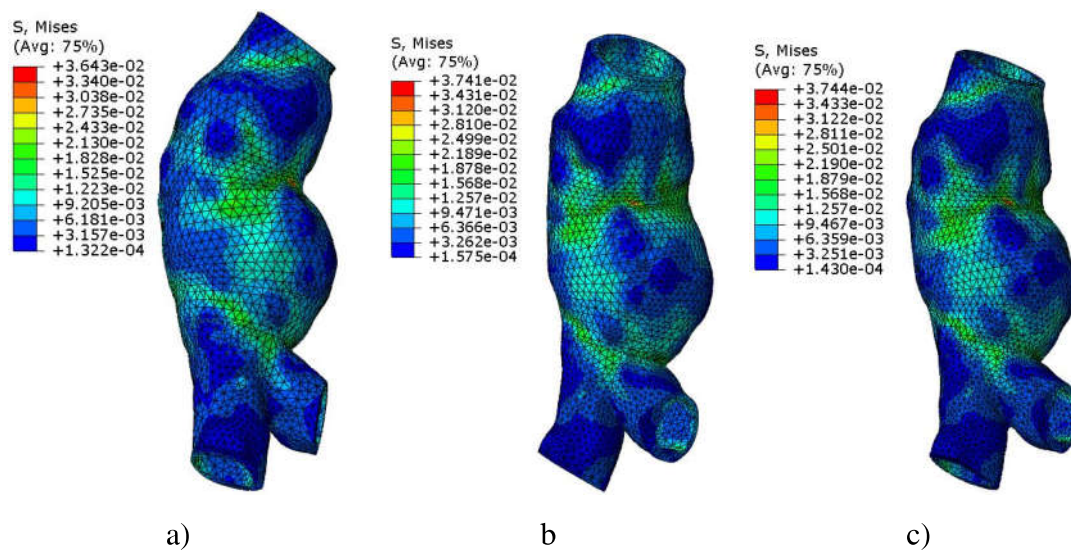 S, Mises
(Avg: 75%)
+3.643e-02
+3.340e-02
+3.038e-02
+2.735e-02
+2.433e-02
+2.130e-02
+1.828e-02
+1.525e-02
+1.223e-02
+9.205e-03
+6.181e-03
+3.157e-03
+1.322e-04
S, Mises
(Avg: 75%)
+3.741e-02
+3.431e-02
+3.120e-02
+2.810e-02
+2.499e-02
+2.189e-02
+1.878e-02
+1.568e-02
+1.257e-02
+9.471e-03
+6.366e-03
+3.262e-03
+1.575e-04
S, Mises
(Avg: 75%)
+3.744e-02
+3.433e-02
+3.122e-02
+2.811e-02
+2.501e-02
+2.190e-02
+1.879e-02
+1.568e-02
+1.257e-02
+9.467e-03
+6.359e-03
+3.251e-03
+1.430e-04
a)
b
c)